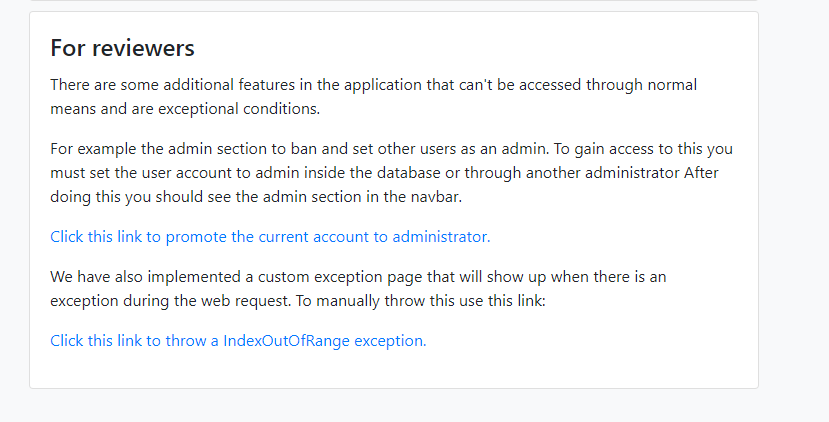 For reviewers
There are some additional features in the application that can't be accessed through normal
means and are exceptional conditions.
For example the admin section to ban and set other users as an admin. To gain access to this you
must set the user account to admin inside the database or through another administrator After
doing this you should see the admin section in the navbar.
Click this link to promote the current account to administrator.
We have also implemented a custom exception page that will show up when there is an
exception during the web request. To manually throw this use this link:
Click this link to throw a IndexOutOfRange exception.